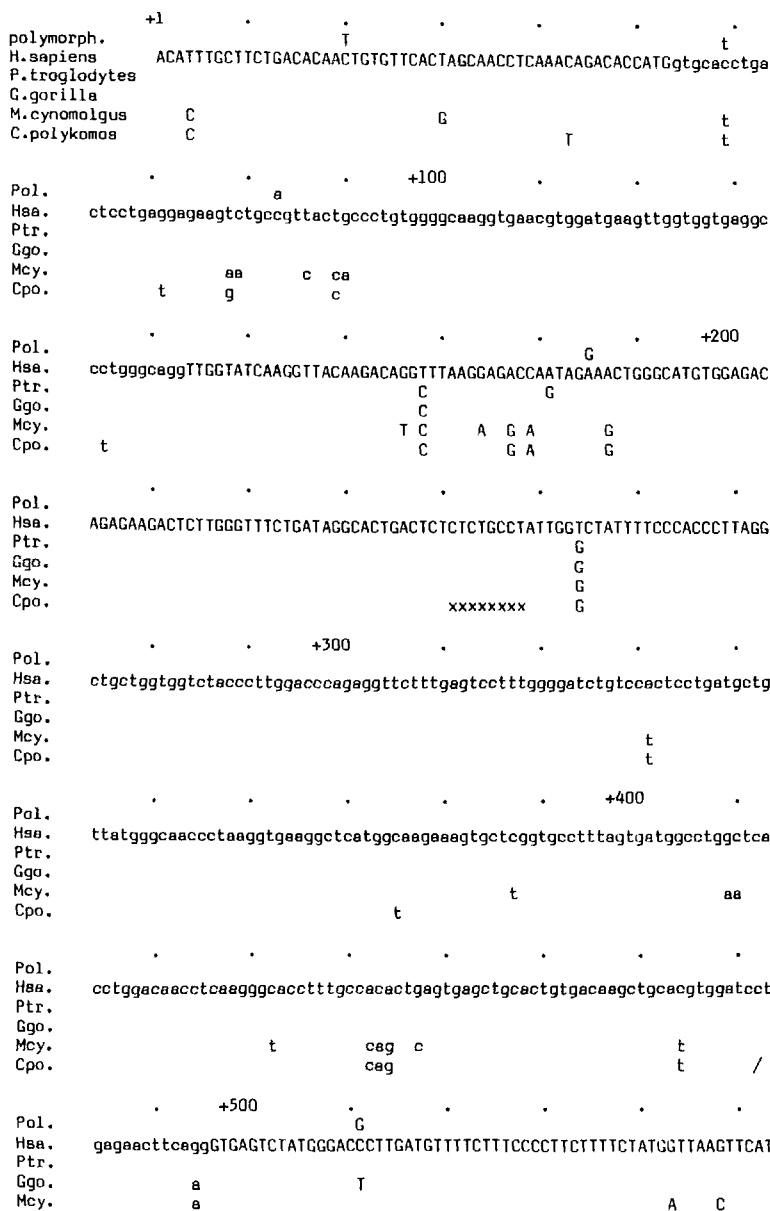 +1 . . . . .
polymorph. T t
H.sapiens ACATTTGCTTCTGACACAACTGTGTTCACTAGCAACCTCAAACAGACACCATGgtgcacctga
P.troglodytes
G.gorilla
M.cynomolgus C G t
C.polykomos C T t
. . . +100 . . .
Pol. a
Hsa. ctcctgaggagaagtctgccgttactgccctgtggggcaaggtgaacgtggatgaagttggtggtgaggc
Ptr.
Ggo.
Mcy. aa c ca
Cpo. t g c
. . . . . . +200
Pol. G
Hsa. cctgggcaggTTGGTATCAAGGTTACAAGACAGGTTTAAGGAGACCAATAGAAACTGGGCATGTGGAGAC
Ptr. C G
Ggo. C
Mcy. T C A G A G
Cpo. t C G A G
. . . . . . .
Pol.
Hsa. AGAGAAGACTCTTGGGTTTCTGATAGGCACTGACTCTCTCTGCCTATTGGTCTATTTTCCCACCCTTAGG
Ptr. G
Ggo. G
Mcy. G
Cpo. xxxxxxxx G
. . +300 . . . .
Pol.
Hsa. ctgctggtggtctacccttggacccagaggttctttgagtcctttggggatctgtccactcctgatgctg
Ptr.
Ggo.
Mcy. t
Cpo. t
. . . . . +400 .
Pol.
Hsa. ttatgggcaaccctaaggtgaaggctcatggcaagaaagtgctcggtgcctttagtgatggcctggctca
Ptr.
Ggo.
Mcy. t aa
Cpo. t
. . . . . . .
Pol.
Hsa. cctggacaacctcaagggcacctttgccacactgagtgagctgcactgtgacaagctgcacgtggatcct
Ptr.
Ggo.
Mcy. t cag c t
Cpo. cag t /
. +500 . . . . .
Pol. G
Hsa. gagaacttcaggGTGAGTCTATGGGACCCTTGATGTTTTCTTTCCCCTTCTTTTCTATGGTTAAGTTCAT
Ptr.
Ggo. a T
Mcy. a A C